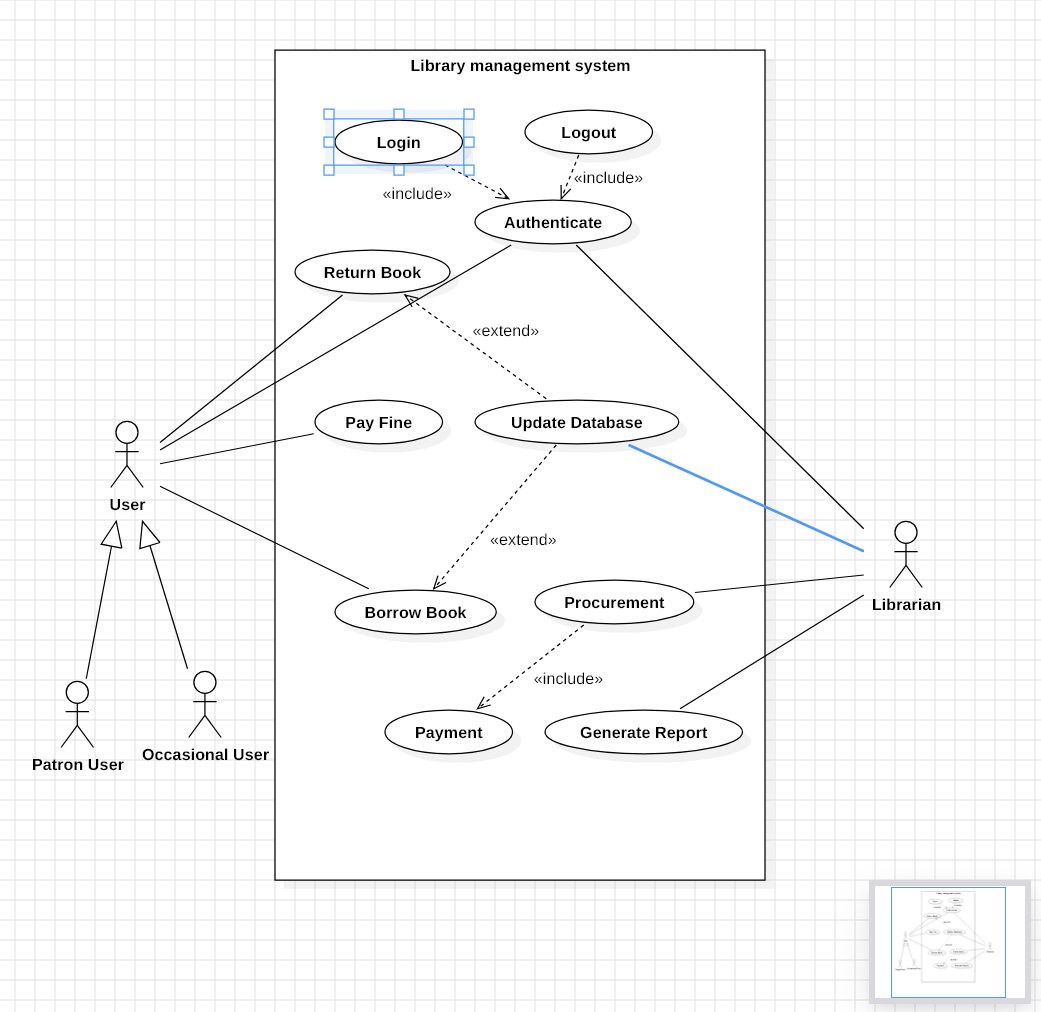 Library management system
Login
Logout
«include»
«include»
Authenticate
Return Book
«extend»
Pay Fine
Update Database
User
«extend»
Borrow Book
Procurement
Librarian
«include»
Payment
Generate Report
Patron User
Occasional User